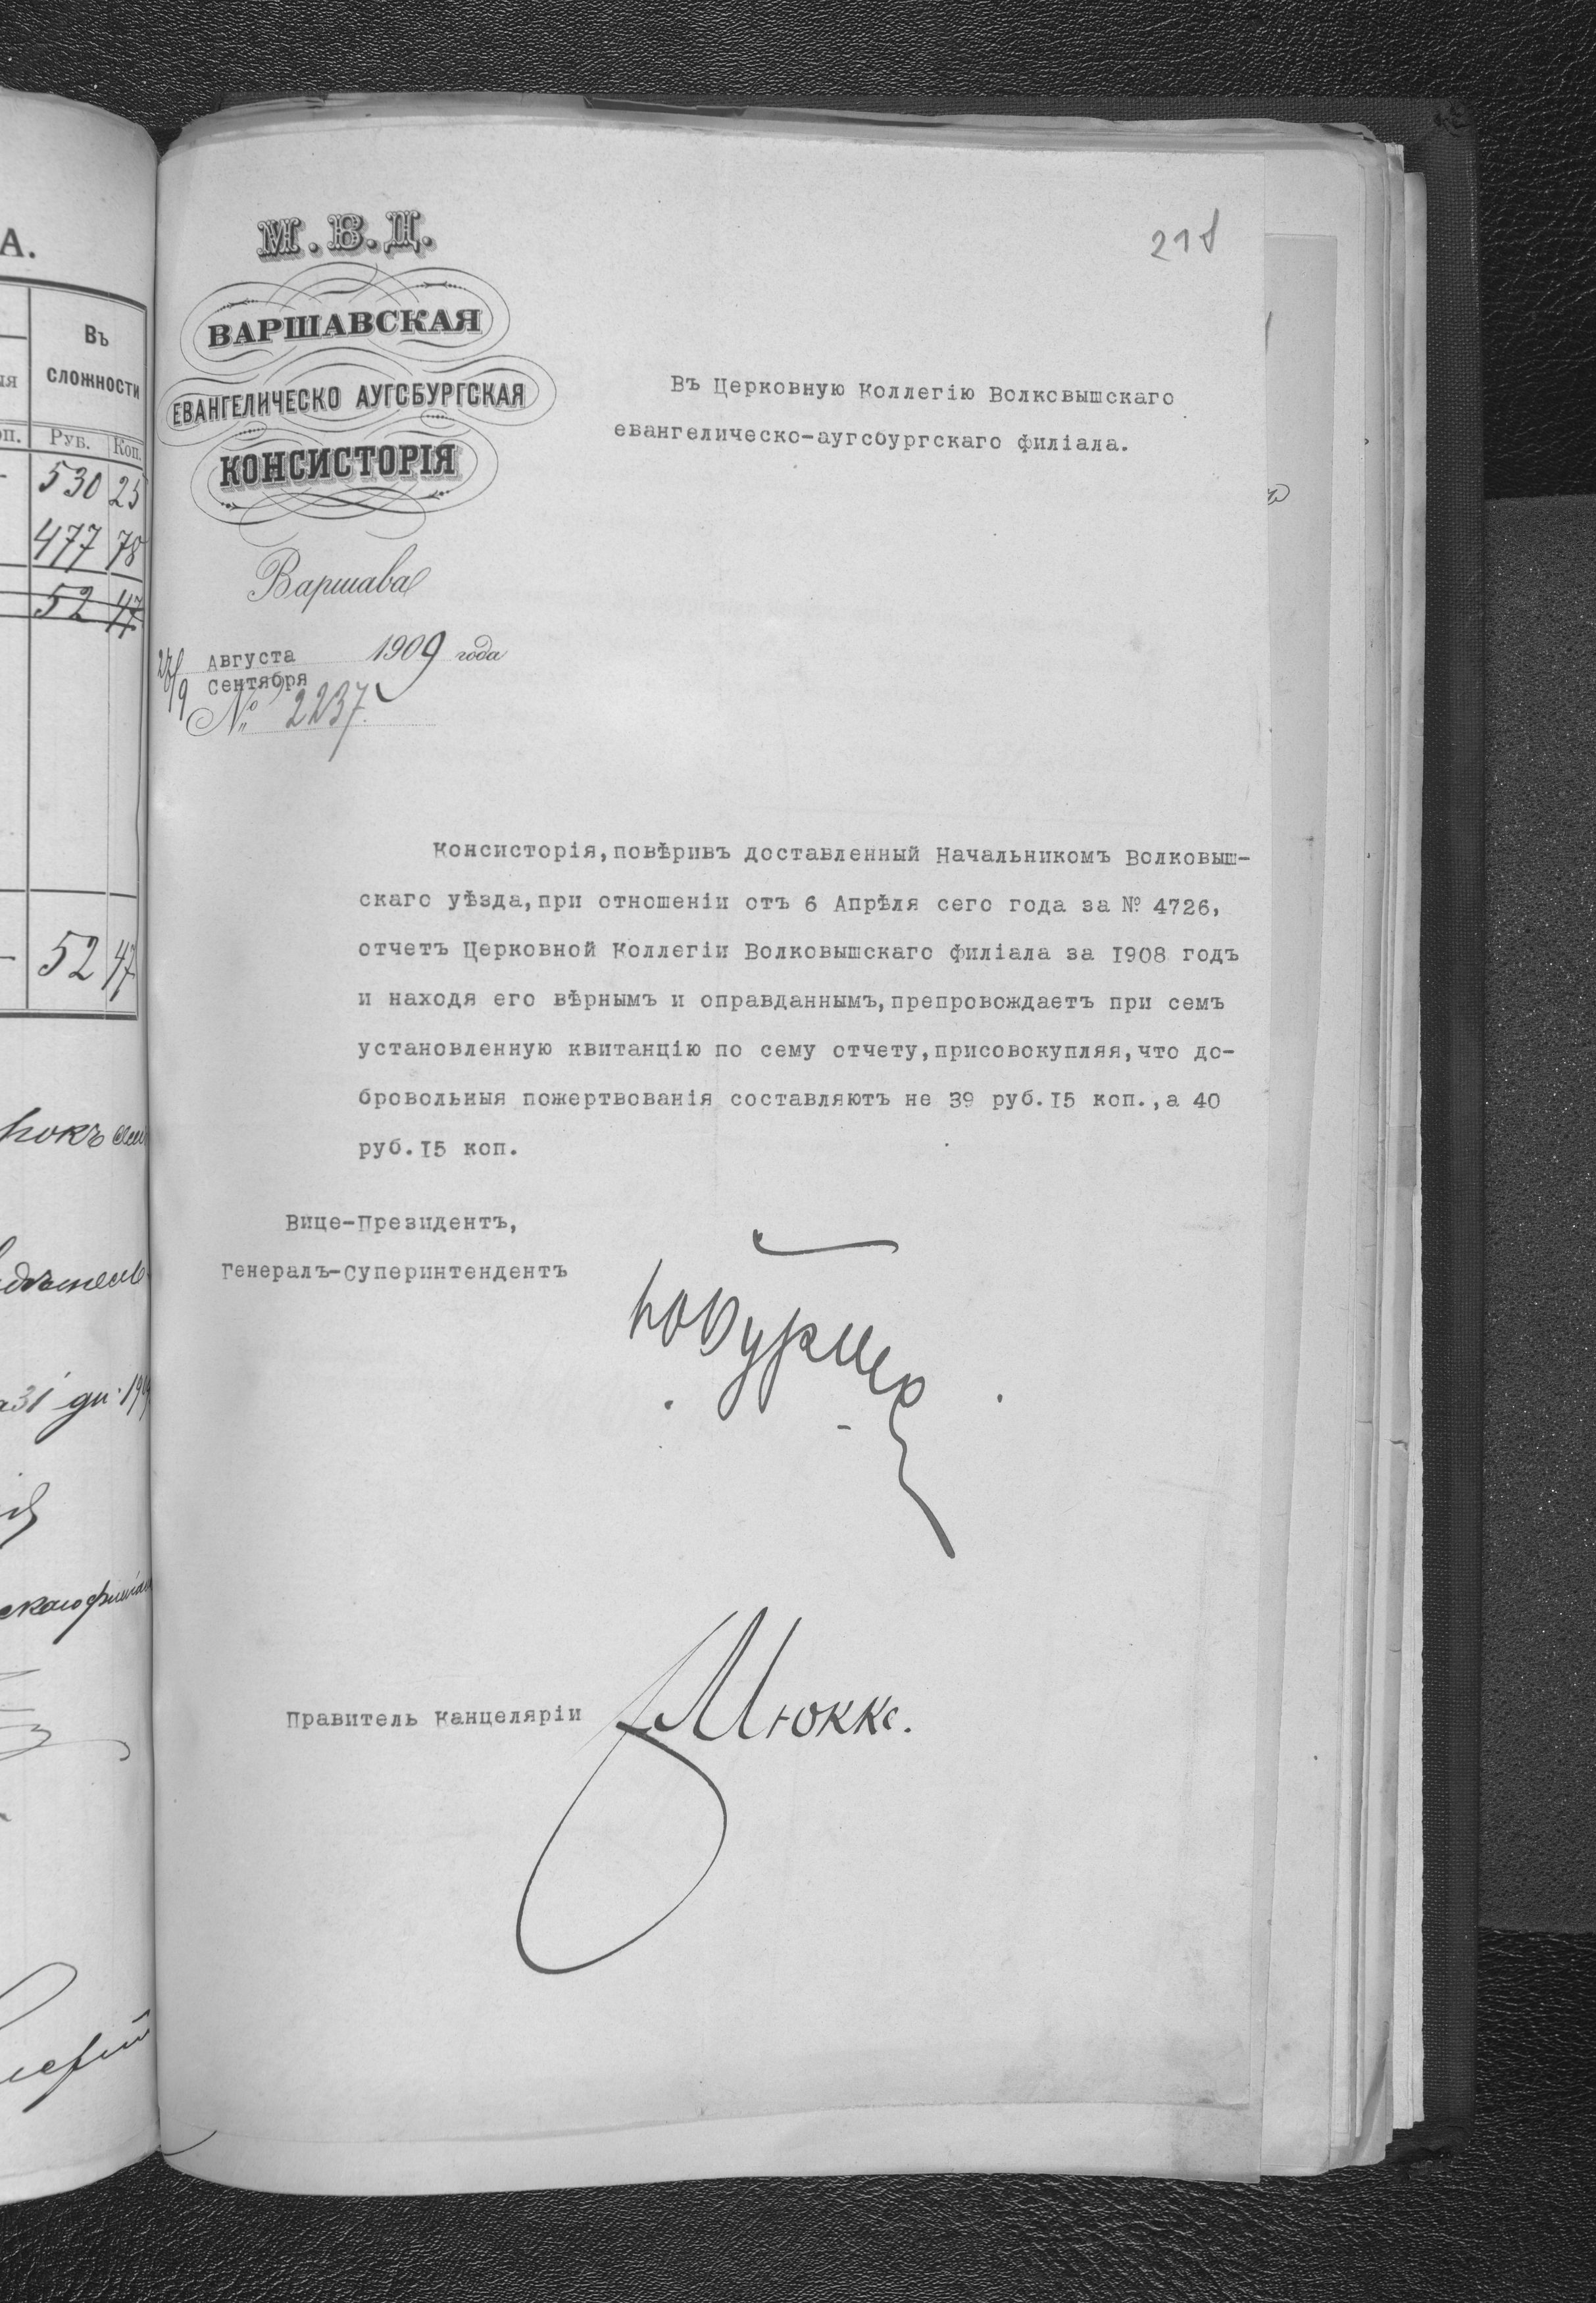 А.
Въ
сложности
Руб. Коп.
530 25
477 78
52 47
52 47
218
М.В.Д.
ВАРШАВСКАЯ
ЕВАНГЕЛИЧЕСКО АУГСБУРГСКАЯ
КОНСИСТОРІЯ
Варшава
27/9 Августа Сентября 1909 года
№ 2237.
Въ Церковную Коллегію Волковышскаго
евангелическо-аугсбургскаго филіала.
Консисторія, повѣривъ доставленный Начальникомъ Волковыш-
скаго уѣзда, при отношеніи отъ 6 Апрѣля сего года за № 4726,
отчетъ Церковной Коллегіи Волковышскаго филіала за 1908 годъ
и находя его вѣрнымъ и оправданнымъ, препровождаетъ при семъ
установленную квитанцію по сему отчету, присовокупляя, что до-
бровольныя пожертвованія составляютъ не 39 руб. 15 коп., а 40
руб. 15 коп.
Вице-Президентъ,
Генералъ-Суперинтендентъ
Правитель Канцеляріи Мюкке.